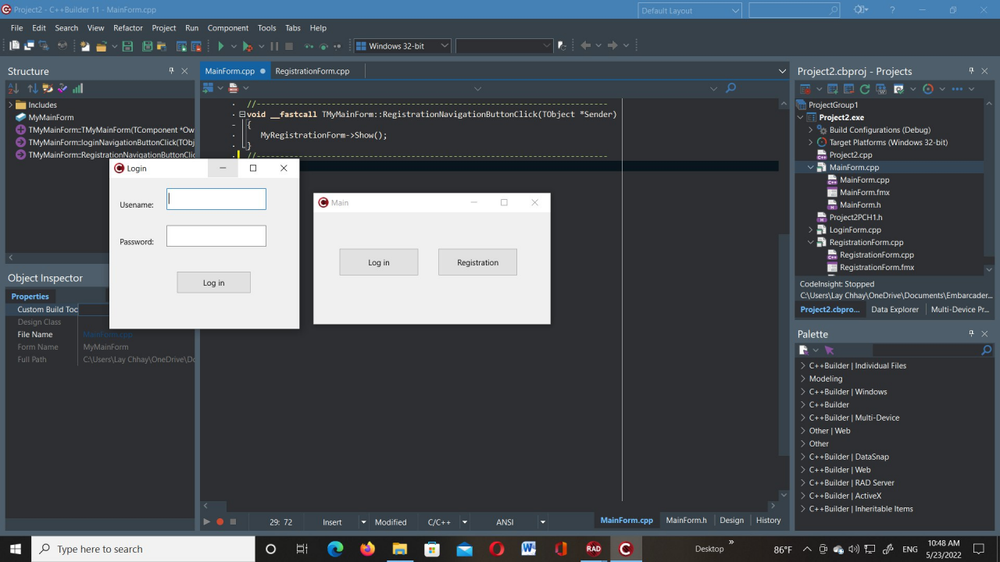 Project2 - C++Builder 11 - MainForm.cpp
Default Layout
File Edit Search View Refactor Project Run Component Tools Tabs Help
Windows 32-bit
Structure
Includes
MyMainForm
TMyMainForm::TMyMainForm(TComponent *Ow
TMyMainForm::loginNavigationButtonClick(TObj
TMyMainForm::RegistrationNavigationButtonClic
Object Inspector
Properties
Custom Build Toc
Design Class
File Name MainForm.cpp
Form Name MyMainForm
Full Path C:\Users\Lay Chhay\OneDrive\Do
MainForm.cpp RegistrationForm.cpp
//---------------------------------------------------------------------------
void __fastcall TMyMainForm::RegistrationNavigationButtonClick(TObject *Sender)
{
MyRegistrationForm->Show();
}
//---------------------------------------------------------------------------
Login
Usename:
Password:
Log in
Main
Log in Registration
29: 72 Insert Modified C/C++ ANSI
MainForm.cpp MainForm.h Design History
Project2.cbproj - Projects
ProjectGroup1
Project2.exe
Build Configurations (Debug)
Target Platforms (Windows 32-bit)
Project2.cpp
MainForm.cpp
MainForm.cpp
MainForm.fmx
MainForm.h
Project2PCH1.h
LoginForm.cpp
RegistrationForm.cpp
RegistrationForm.cpp
RegistrationForm.fmx
CodeInsight: Stopped
C:\Users\Lay Chhay\OneDrive\Documents\Embarcader...
Project2.cbpro... Data Explorer Multi-Device Pr...
Palette
C++Builder | Individual Files
Modeling
C++Builder | Windows
C++Builder
C++Builder | Multi-Device
Other | Web
Other
C++Builder | DataSnap
C++Builder | Web
C++Builder | RAD Server
C++Builder | ActiveX
C++Builder | Inheritable Items
Type here to search
RAD
Desktop
86°F
ENG
10:48 AM
5/23/2022